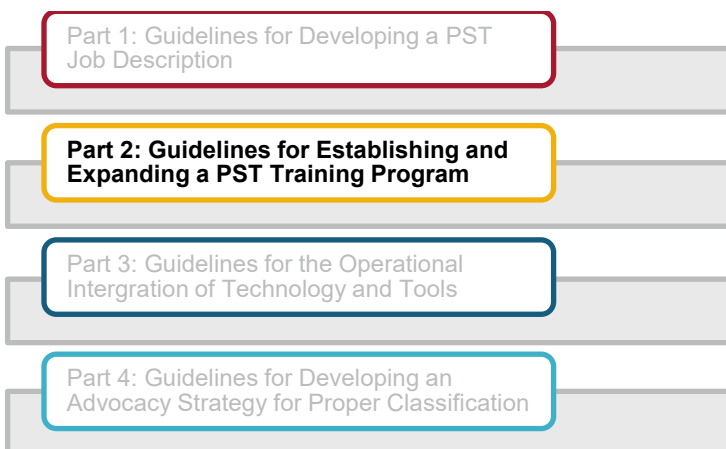 Part 1: Guidelines for Developing a PST
Job Description
Part 2: Guidelines for Establishing and
Expanding a PST Training Program
Part 3: Guidelines for the Operational
Intergration of Technology and Tools
Part 4: Guidelines for Developing an
Advocacy Strategy for Proper Classification